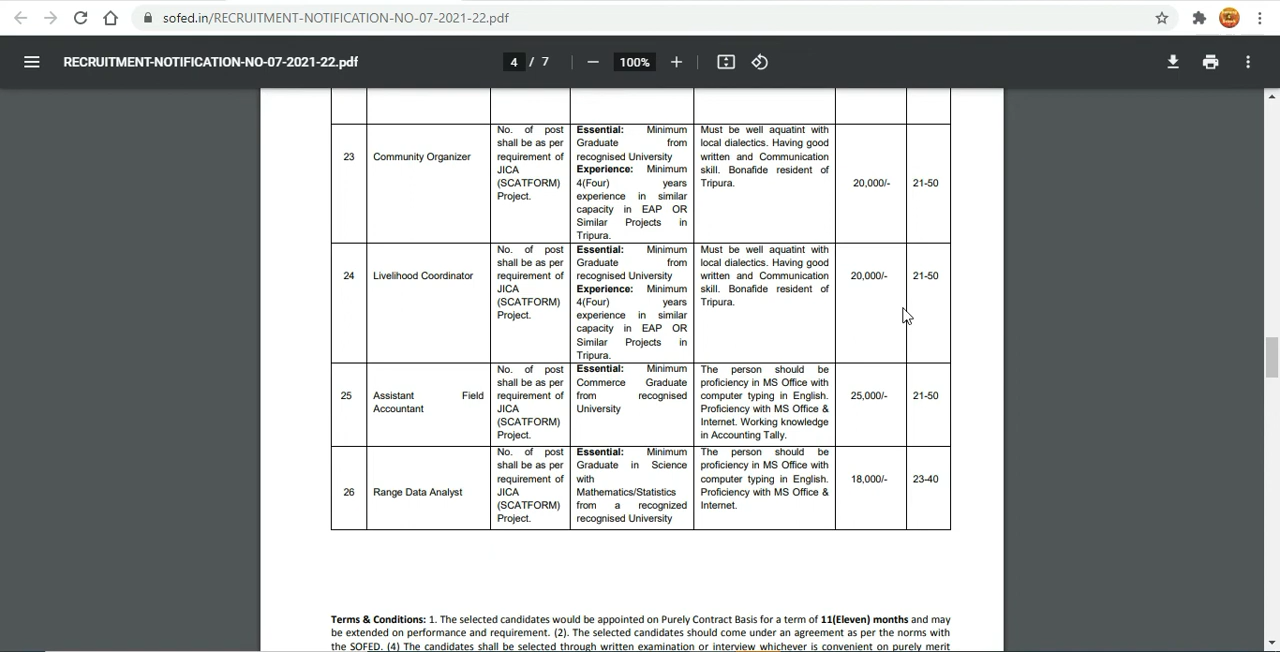 sofed.in/RECRUITMENT-NOTIFICATION-NO-07-2021-22.pdf
RECRUITMENT-NOTIFICATION-NO-07-2021-22.pdf
4 / 7
100%
23
Community Organizer
No. of post
shall be as per
requirement of
JICA
(SCATFORM)
Project.
Essential: Minimum
Graduate from
recognised University
Experience: Minimum
4(Four) years
experience in similar
capacity in EAP OR
Similar Projects in
Tripura.
Must be well aquatint with
local dialectics. Having good
written and Communication
skill. Bonafide resident of
Tripura.
20,000/-
21-50
24
Livelihood Coordinator
No. of post
shall be as per
requirement of
JICA
(SCATFORM)
Project.
Essential: Minimum
Graduate from
recognised University
Experience: Minimum
4(Four) years
experience in similar
capacity in EAP OR
Similar Projects in
Tripura.
Must be well aquatint with
local dialectics. Having good
written and Communication
skill. Bonafide resident of
Tripura.
20,000/-
21-50
25
Assistant Field
Accountant
No. of post
shall be as per
requirement of
JICA
(SCATFORM)
Project.
Essential: Minimum
Commerce Graduate
from recognised
University
The person should be
proficiency in MS Office with
computer typing in English.
Proficiency with MS Office &
Internet. Working knowledge
in Accounting Tally.
25,000/-
21-50
26
Range Data Analyst
No. of post
shall be as per
requirement of
JICA
(SCATFORM)
Project.
Essential: Minimum
Graduate in Science
with
Mathematics/Statistics
from a recognized
recognised University
The person should be
proficiency in MS Office with
computer typing in English.
Proficiency with MS Office &
Internet.
18,000/-
23-40
Terms & Conditions: 1. The selected candidates would be appointed on Purely Contract Basis for a term of 11(Eleven) months and may
be extended on performance and requirement. (2). The selected candidates should come under an agreement as per the norms with
the SOFED. (4) The candidates shall be selected through written examination or interview whichever is convenient on purely merit